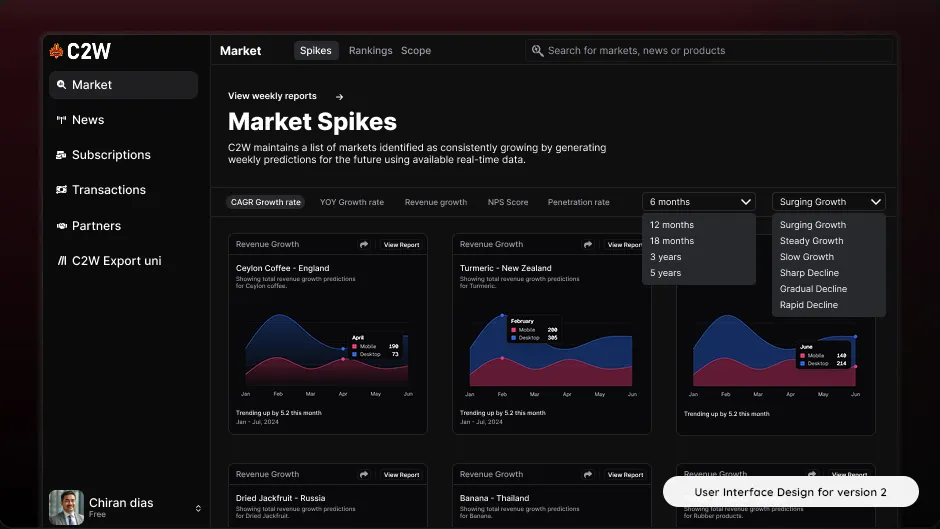 C2W
Market
News
Subscriptions
Transactions
Partners
C2W Export uni
Chiran dias
Free
Market
Spikes
Rankings
Scope
Search for markets, news or products
View weekly reports →
Market Spikes
C2W maintains a list of markets identified as consistently growing by generating
weekly predictions for the future using available real-time data.
CAGR Growth rate
YOY Growth rate
Revenue growth
NPS Score
Penetration rate
6 months
12 months
18 months
3 years
5 years
Surging Growth
Surging Growth
Steady Growth
Slow Growth
Sharp Decline
Gradual Decline
Rapid Decline
Revenue Growth
View Report
Ceylon Coffee - England
Showing total revenue growth predictions
for Ceylon coffee.
April
Mobile 190
Desktop 73
Jan Feb Mar Apr May Jun
Trending up by 5.2 this month
Jan - Jul, 2024
Revenue Growth
View Report
Turmeric - New Zealand
Showing total revenue growth predictions
for Turmeric.
February
Mobile 200
Desktop 305
Jan Feb Mar Apr May Jun
Trending up by 5.2 this month
Jan - Jul, 2024
June
Mobile 140
Desktop 214
Jan Feb Mar Apr May Jun
Trending up by 5.2 this month
Revenue Growth
View Report
Dried Jackfruit - Russia
Showing total revenue growth predictions
for Dried Jackfruit.
Revenue Growth
View Report
Banana - Thailand
Showing total revenue growth predictions
for Banana.
Revenue Growth
View Report
for Rubber products.
User Interface Design for version 2